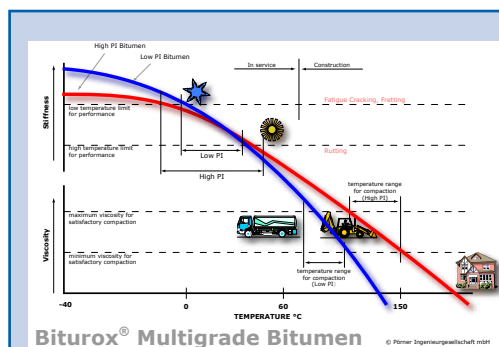 High PI Bitumen
Low PI Bitumen
In service
Construction
Stiffness
low temperature limit
for performance
Fatigue Cracking, Fretting
high temperature limit
for performance
Rutting
Low PI
High PI
temperature range
for compaction
(High PI)
Viscosity
maximum viscosity for
satisfactory compaction
minimum viscosity for
satisfactory compaction
temperature range
for compaction
(Low PI)
-40
0
60
150
TEMPERATURE °C
Biturox® Multigrade Bitumen
© Pörner Ingenieurgesellschaft mbH